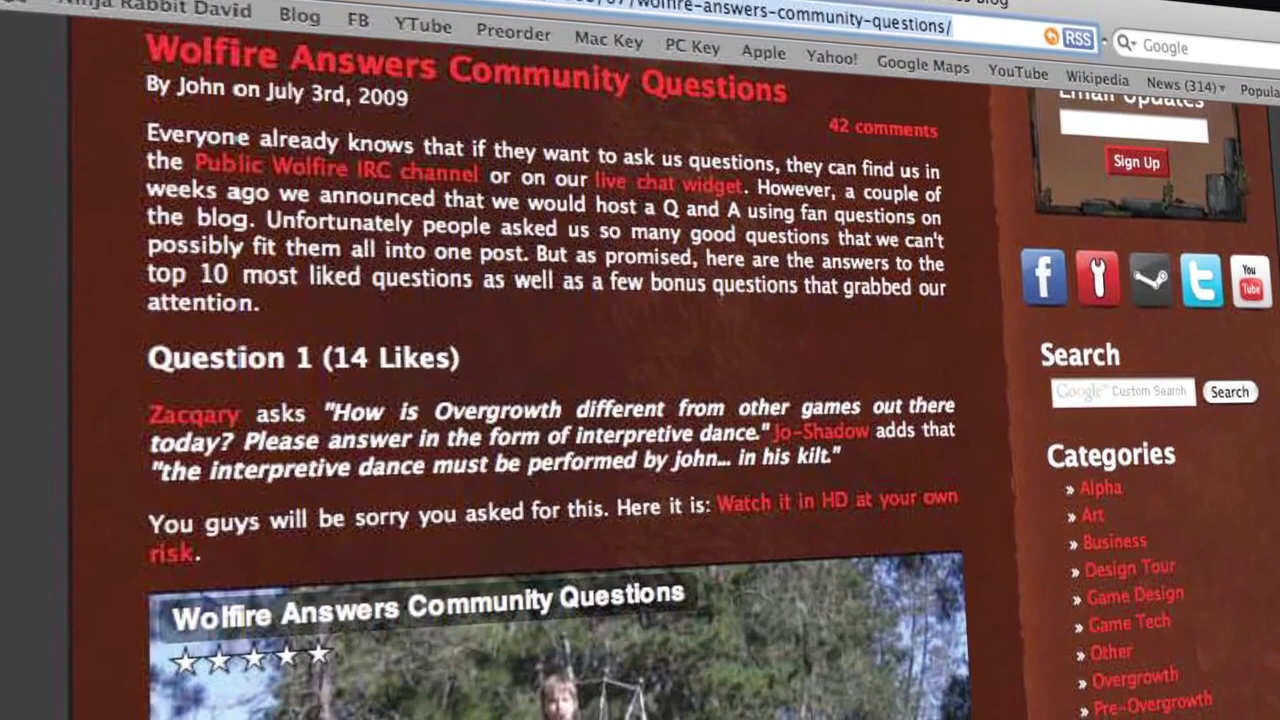 Ninja Rabbit David Blog FB YTube Preorder Mac Key PC Key Apple Yahoo! Google Maps YouTube Wikipedia News (314)▾
wolfire-answers-community-questions/ RSS Google
Wolfire Answers Community Questions
By John on July 3rd, 2009
42 comments
Everyone already knows that if they want to ask us questions, they can find us in
the Public Wolfire IRC channel or on our live chat widget. However, a couple of
weeks ago we announced that we would host a Q and A using fan questions on
the blog. Unfortunately people asked us so many good questions that we can't
possibly fit them all into one post. But as promised, here are the answers to the
top 10 most liked questions as well as a few bonus questions that grabbed our
attention.
Question 1 (14 Likes)
Zacqary asks "How is Overgrowth different from other games out there
today? Please answer in the form of interpretive dance." Jo-Shadow adds that
"the interpretive dance must be performed by john... in his kilt."
You guys will be sorry you asked for this. Here it is: Watch it in HD at your own
risk.
Wolfire Answers Community Questions
Email Updates
Sign Up
You
Tube
Search
Google™ Custom Search Search
Categories
» Alpha
» Art
» Business
» Design Tour
» Game Design
» Game Tech
» Other
» Overgrowth
» Pre-Overgrowth